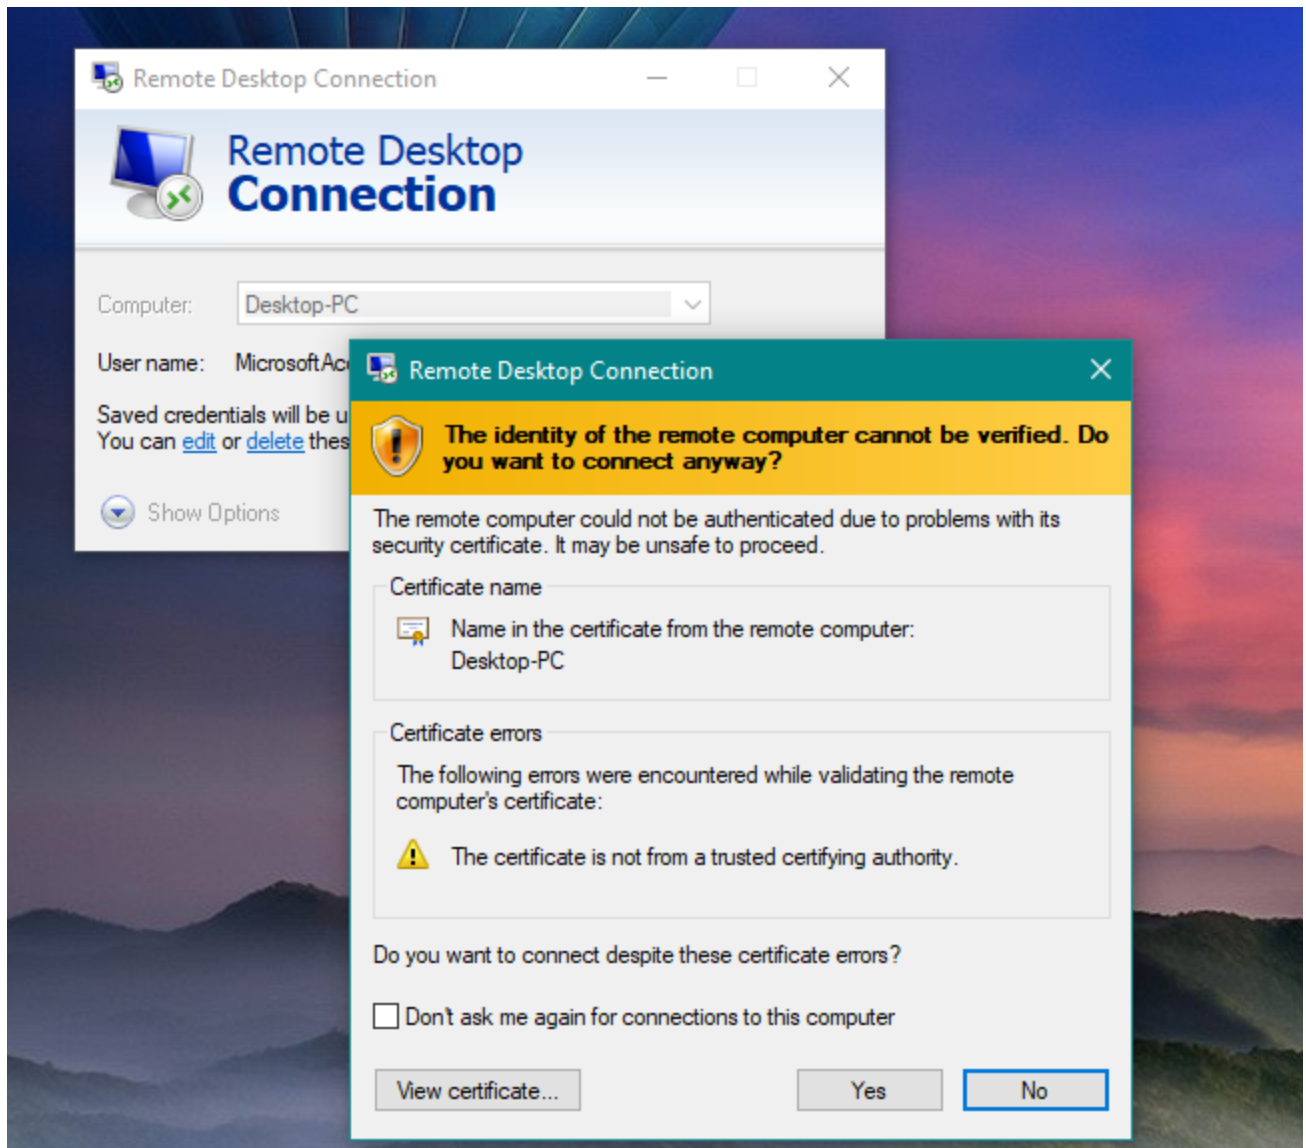 Remote Desktop Connection
Remote Desktop
Connection
Computer: Desktop-PC
User name: MicrosoftAcc
Saved credentials will be u
You can edit or delete thes
Show Options
Remote Desktop Connection
The identity of the remote computer cannot be verified. Do
you want to connect anyway?
The remote computer could not be authenticated due to problems with its
security certificate. It may be unsafe to proceed.
Certificate name
Name in the certificate from the remote computer:
Desktop-PC
Certificate errors
The following errors were encountered while validating the remote
computer's certificate:
The certificate is not from a trusted certifying authority.
Do you want to connect despite these certificate errors?
Don't ask me again for connections to this computer
View certificate...
Yes
No